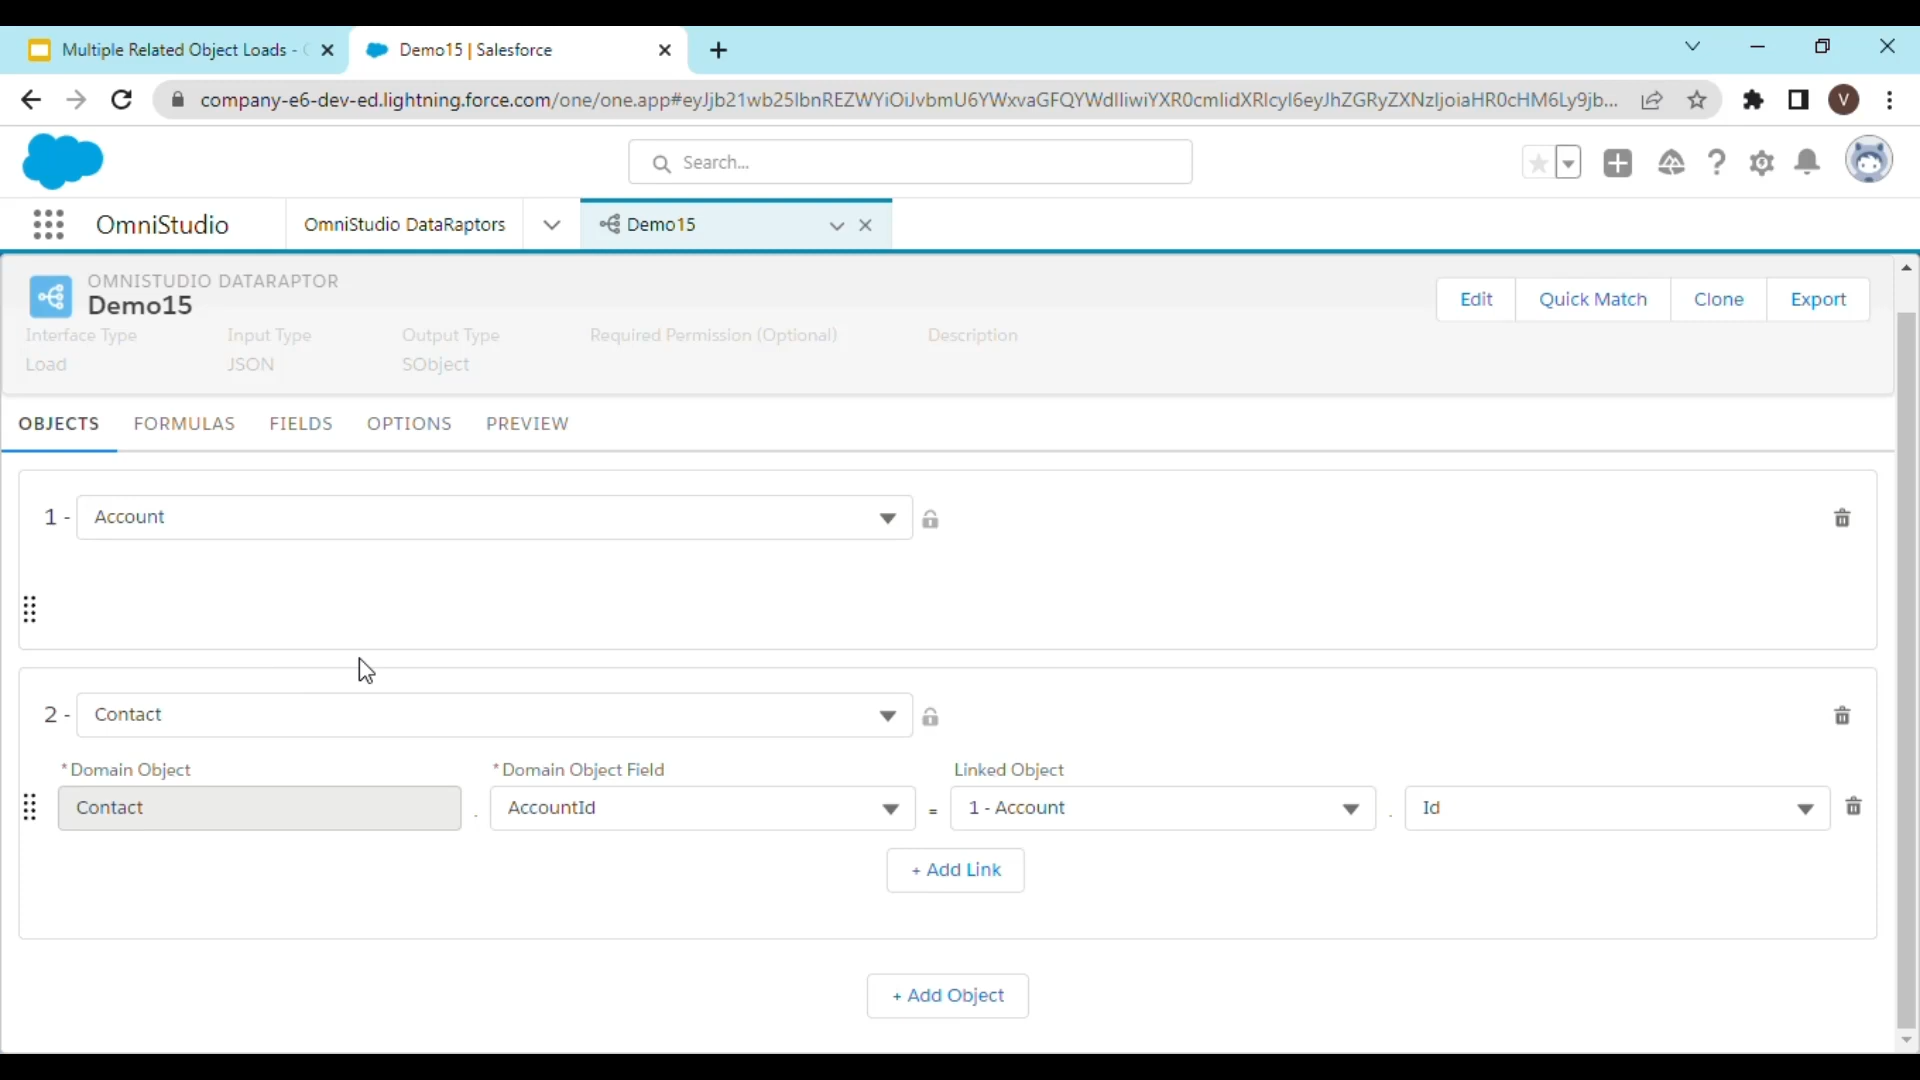 Multiple Related Object Loads -
Demo15 | Salesforce
company-e6-dev-ed.lightning.force.com/one/one.app#eyJjb21wb25lbnREZWYiOiJvbmU6YWxvaGFQYWdlIiwiYXR0cmlidXRlcyI6eyJhZGRyZXNzIjoiaHR0cHM6Ly9jb...
V
Search...
OmniStudio
OmniStudio DataRaptors
Demo15
OMNISTUDIO DATARAPTOR
Demo15
Edit
Quick Match
Clone
Export
Interface Type
Input Type
Output Type
Required Permission (Optional)
Description
Load
JSON
SObject
OBJECTS
FORMULAS
FIELDS
OPTIONS
PREVIEW
1 - Account
2 - Contact
* Domain Object
* Domain Object Field
Linked Object
Contact . AccountId = 1 - Account . Id
+ Add Link
+ Add Object